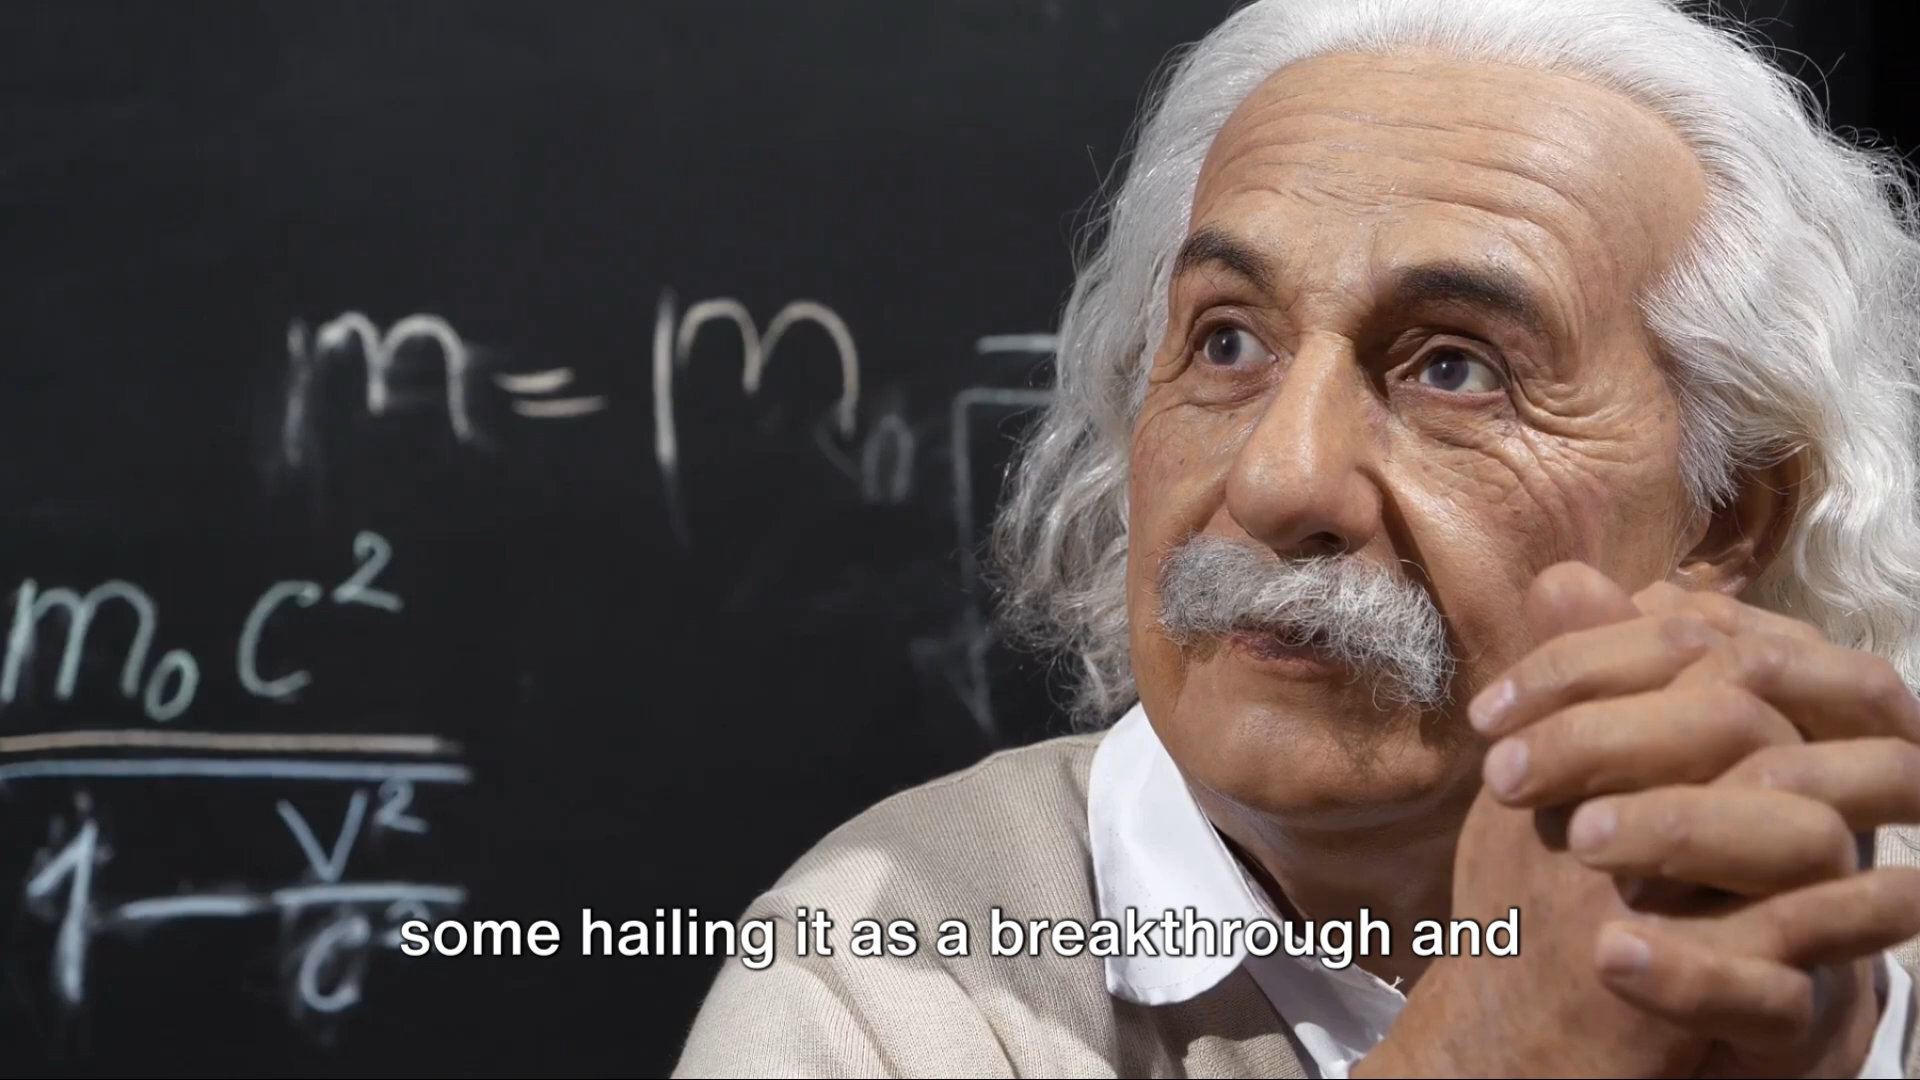 m = m₀
m₀c²
1 - v²
c²
some hailing it as a breakthrough and